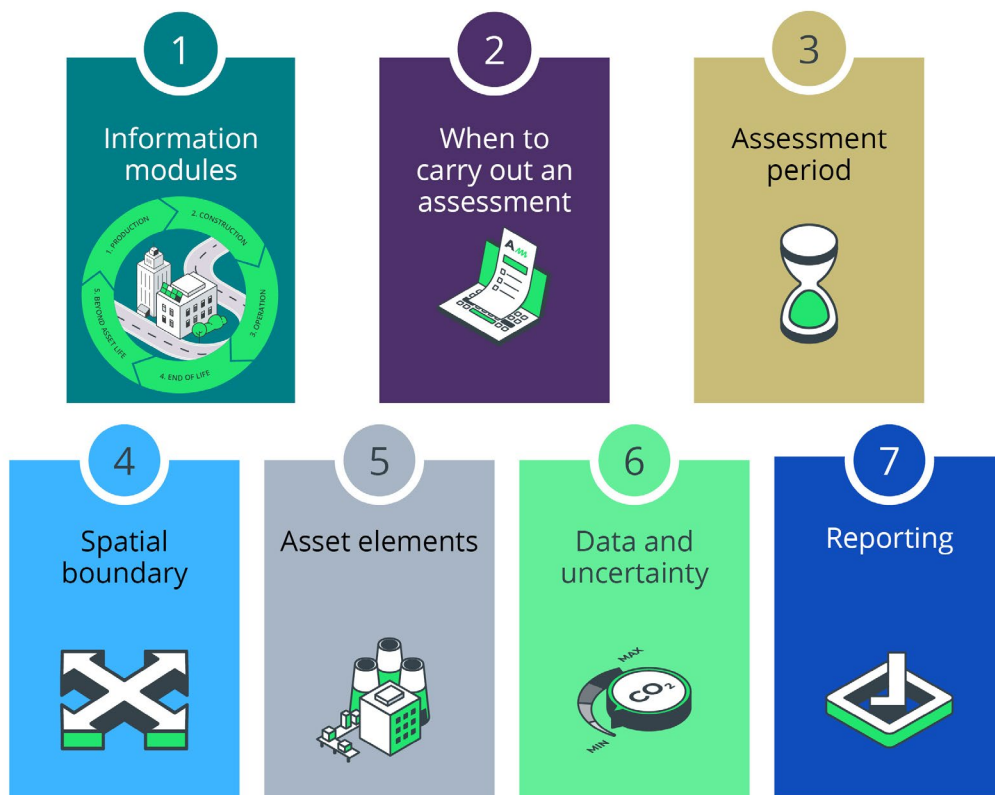 1
Information
modules
1. PRODUCTION
2. CONSTRUCTION
3. OPERATION
4. END OF LIFE
5. BEYOND ASSET LIFE
2
When to
carry out an
assessment
A
3
Assessment
period
4
Spatial
boundary
5
Asset elements
6
Data and
uncertainty
MAX
CO₂
MIN
7
Reporting